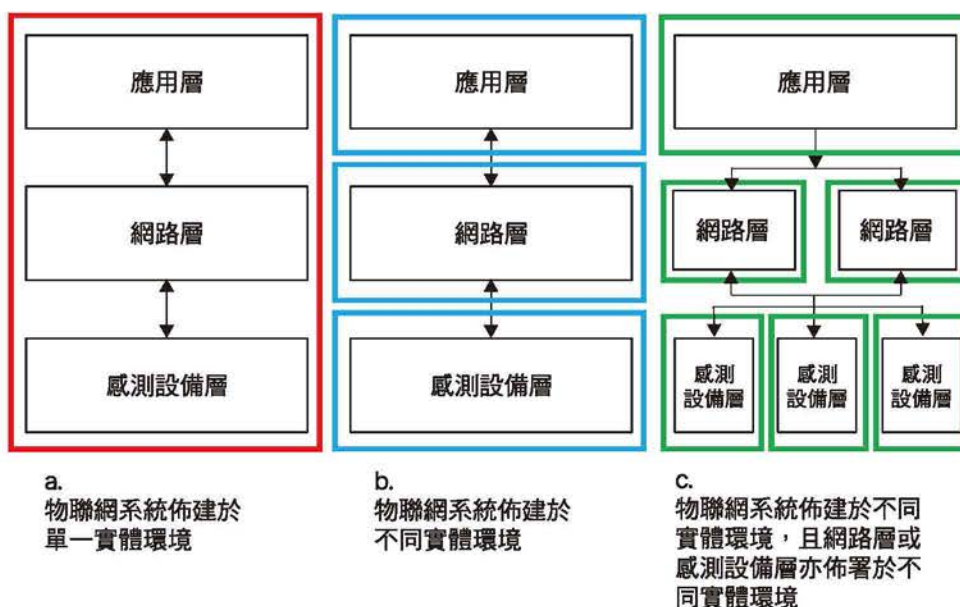 應用層
網路層
感測設備層
a.
物聯網系統佈建於
單一實體環境
應用層
網路層
感測設備層
b.
物聯網系統佈建於
不同實體環境
應用層
網路層
網路層
感測
設備層
感測
設備層
感測
設備層
c.
物聯網系統佈建於不同
實體環境，且網路層或
感測設備層亦佈署於不
同實體環境